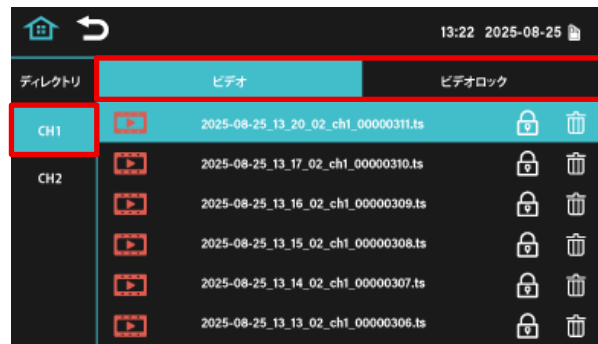 13:22 2025-08-25
ディレクトリ ビデオ ビデオロック
CH1
CH2
2025-08-25_13_20_02_ch1_00000311.ts
2025-08-25_13_17_02_ch1_00000310.ts
2025-08-25_13_16_02_ch1_00000309.ts
2025-08-25_13_15_02_ch1_00000308.ts
2025-08-25_13_14_02_ch1_00000307.ts
2025-08-25_13_13_02_ch1_00000306.ts